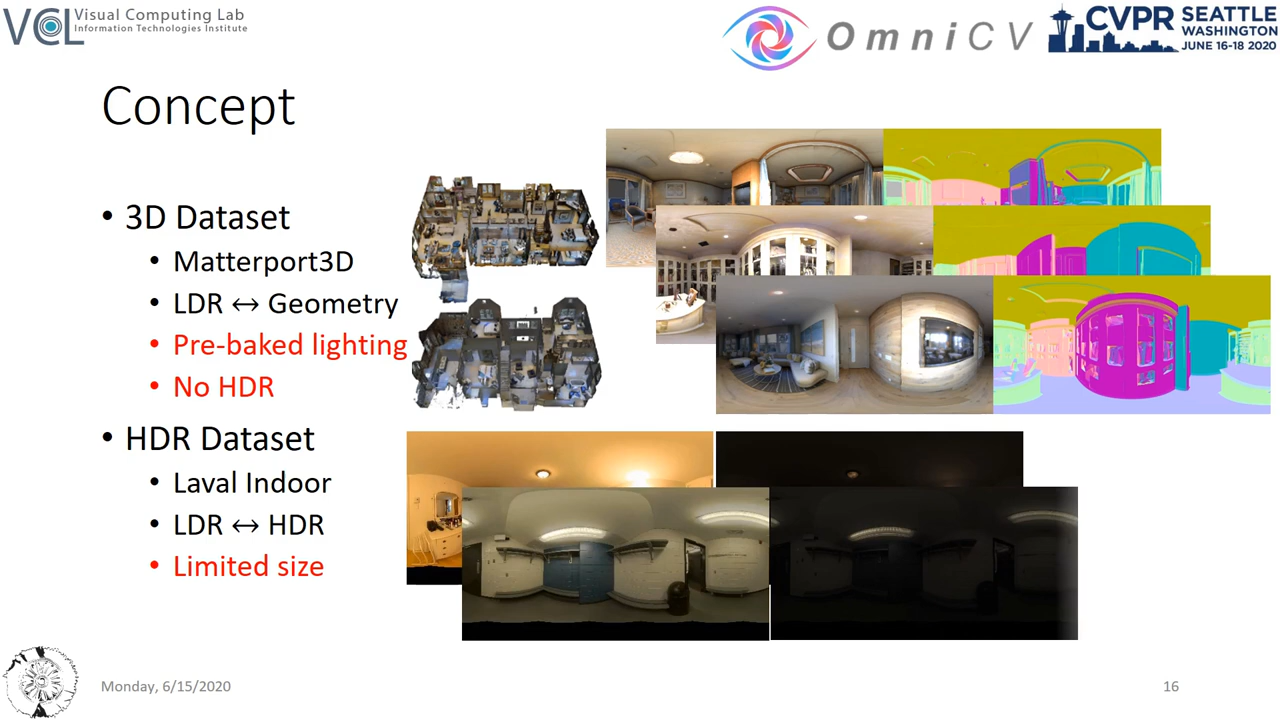 VCL Visual Computing Lab
Information Technologies Institute
OmniCV
CVPR SEATTLE
WASHINGTON
JUNE 16-18 2020
Concept
• 3D Dataset
• Matterport3D
• LDR ↔ Geometry
• Pre-baked lighting
• No HDR
• HDR Dataset
• Laval Indoor
• LDR ↔ HDR
• Limited size
Monday, 6/15/2020
16